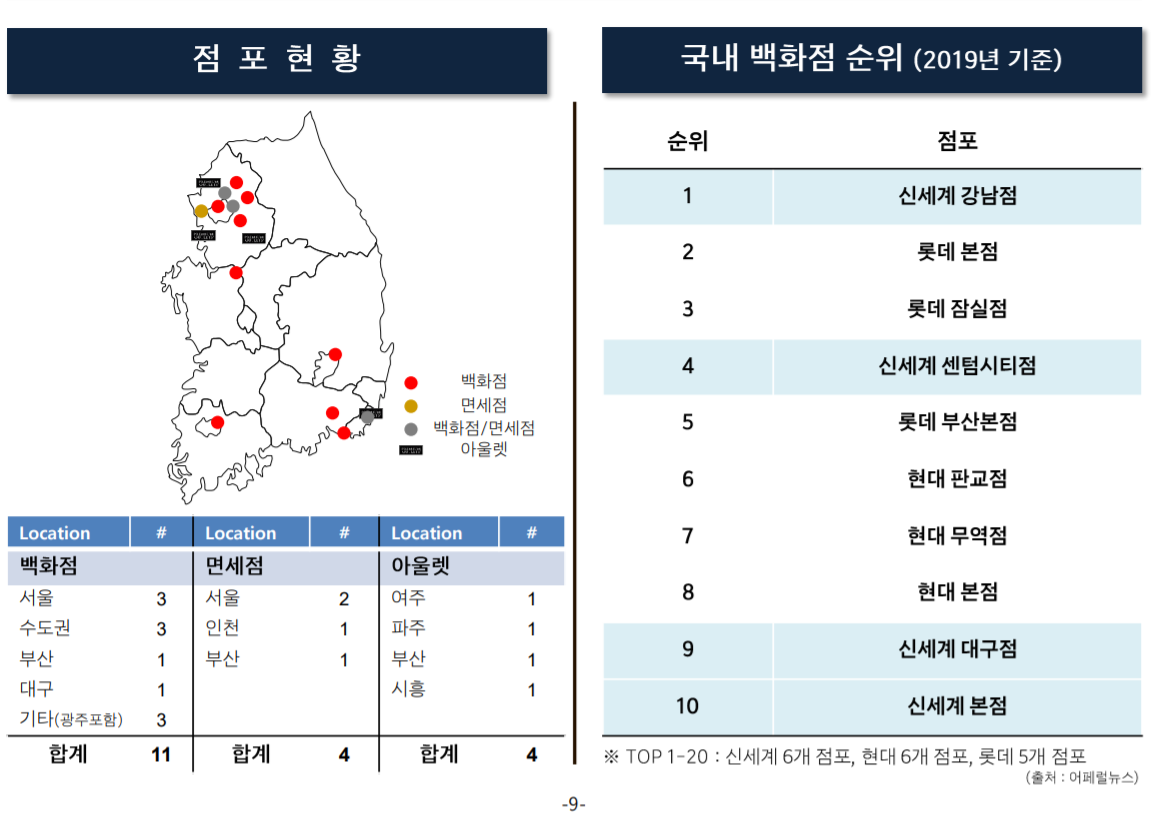 점 포 현 황
백화점
면세점
백화점/면세점
아울렛
Location # Location # Location #
백화점 면세점 아울렛
서울 3 서울 2 여주 1
수도권 3 인천 1 파주 1
부산 1 부산 1 부산 1
대구 1 시흥 1
기타(광주포함) 3
합계 11 합계 4 합계 4
국내 백화점 순위 (2019년 기준)
순위 점포
1 신세계 강남점
2 롯데 본점
3 롯데 잠실점
4 신세계 센텀시티점
5 롯데 부산본점
6 현대 판교점
7 현대 무역점
8 현대 본점
9 신세계 대구점
10 신세계 본점
※ TOP 1-20 : 신세계 6개 점포, 현대 6개 점포, 롯데 5개 점포
(출처 : 어페럴뉴스)
-9-